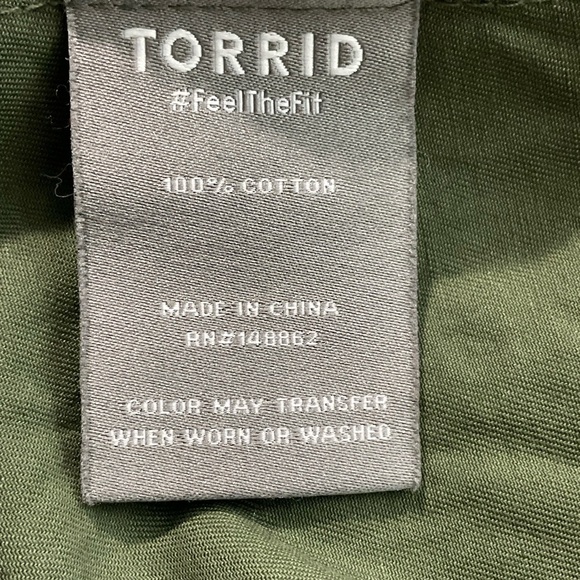 TORRID
#FeelTheFit
100% COTTON
MADE IN CHINA
RN#148862
COLOR MAY TRANSFER
WHEN WORN OR WASHED